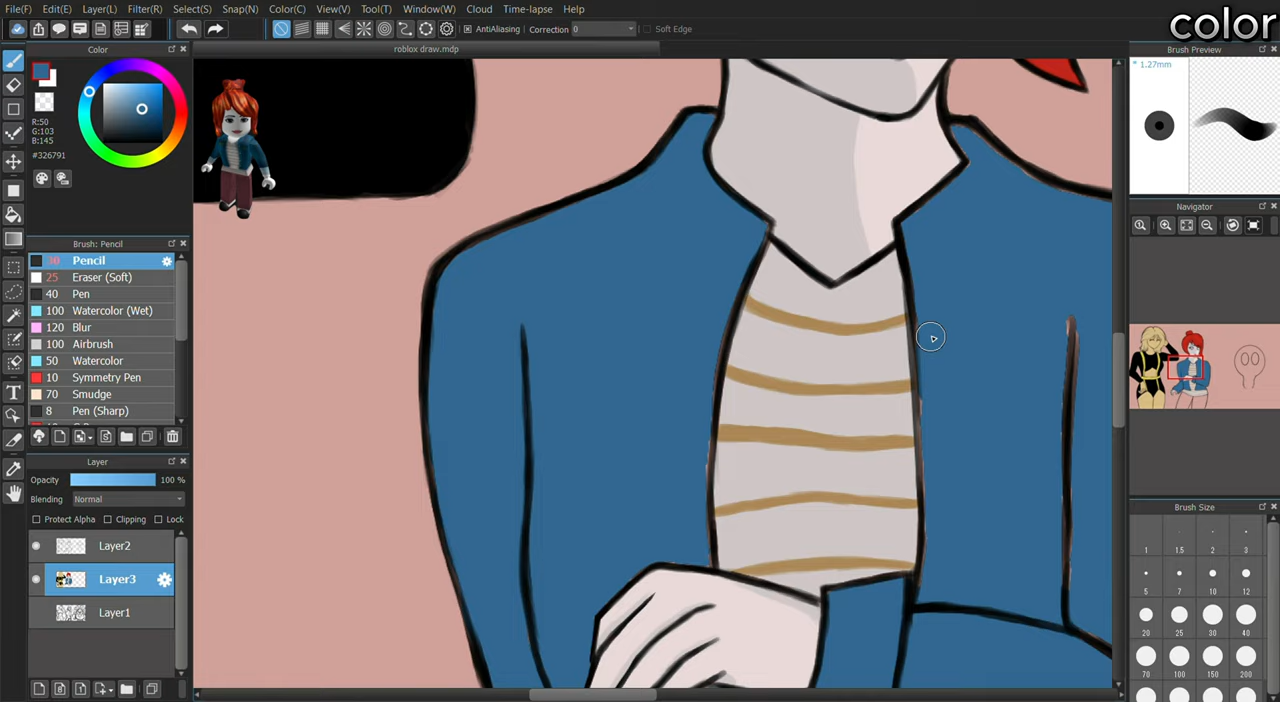 File(F) Edit(E) Layer(L) Filter(R) Select(S) Snap(N) Color(C) View(V) Tool(T) Window(W) Cloud Time-lapse Help
color
AntiAliasing Correction 0 Soft Edge
roblox draw.mdp
Color
R:50
G:103
B:145
#326791
Brush: Pencil
Pencil
25 Eraser (Soft)
40 Pen
100 Watercolor (Wet)
120 Blur
100 Airbrush
50 Watercolor
10 Symmetry Pen
70 Smudge
8 Pen (Sharp)
Layer
Opacity 100 %
Blending Normal
Protect Alpha Clipping Lock
Layer2
Layer3
Layer1
Brush Preview
* 1.27mm
Navigator
Brush Size
1 1.5 2 3
5 7 10 12
20 25 30 40
70 100 150 200